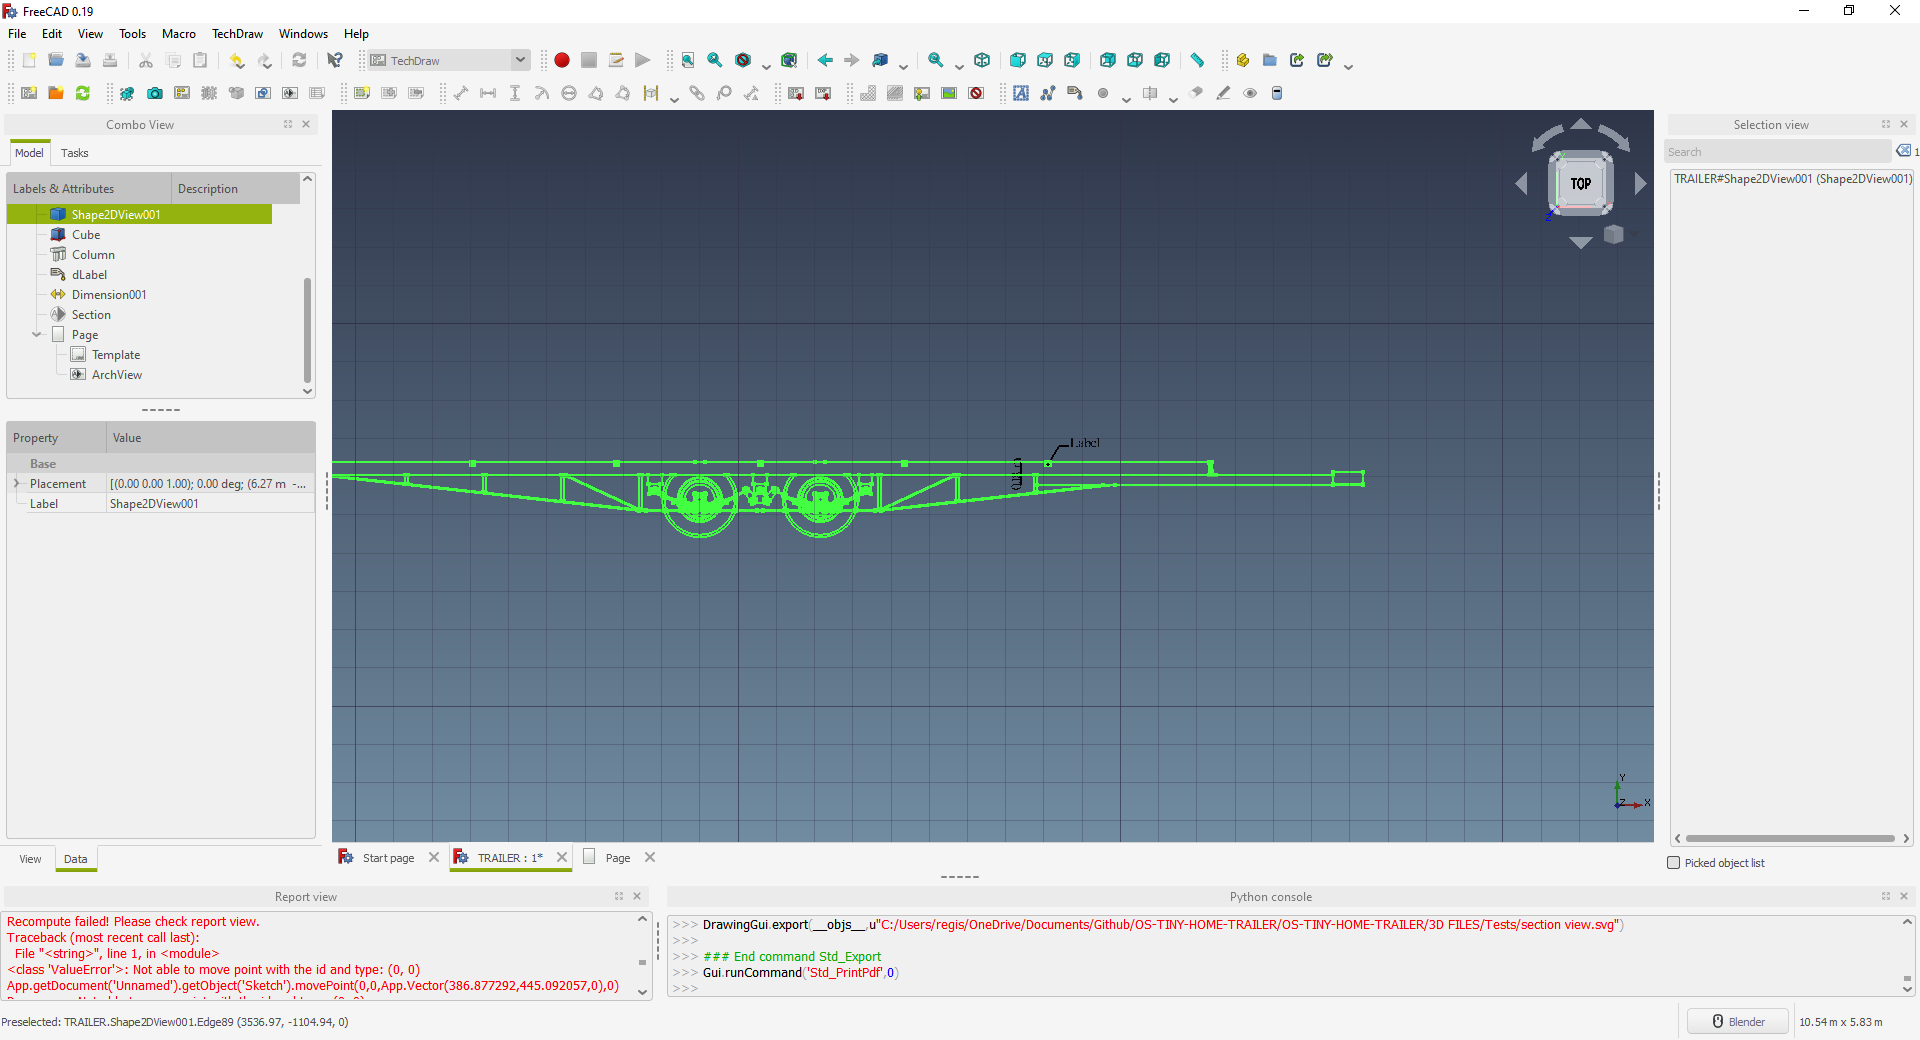 FreeCAD 0.19
File Edit View Tools Macro TechDraw Windows Help
TechDraw
Combo View
Selection view
Model Tasks
Search
1
Labels & Attributes Description
TRAILER#Shape2DView001 (Shape2DView001)
TOP
Shape2DView001
Cube
Column
dLabel
Dimension001
Section
Page
Template
ArchView
Property Value
Base
Placement [(0.00 0.00 1.00); 0.00 deg; (6.27 m -...
Label Shape2DView001
Label
Y
Z
X
View Data
Start page
TRAILER : 1*
Page
Picked object list
Report view
Python console
Recompute failed! Please check report view.
Traceback (most recent call last):
File "<string>", line 1, in <module>
<class 'ValueError'>: Not able to move point with the id and type: (0, 0)
App.getDocument('Unnamed').getObject('Sketch').movePoint(0,0,App.Vector(386.877292,445.092057,0),0)
>>> DrawingGui.export(__objs__,u"C:/Users/regis/OneDrive/Documents/Github/OS-TINY-HOME-TRAILER/OS-TINY-HOME-TRAILER/3D FILES/Tests/section view.svg")
>>>
>>> ### End command Std_Export
>>> Gui.runCommand('Std_PrintPdf',0)
>>>
Preselected: TRAILER.Shape2DView001.Edge89 (3536.97, -1104.94, 0)
Blender
10.54 m x 5.83 m